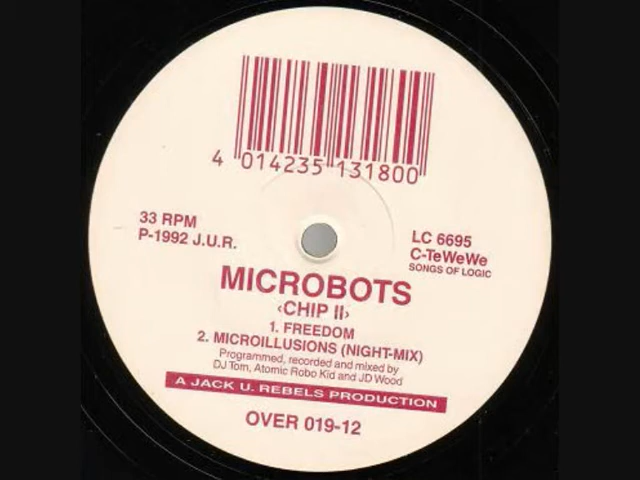 4 014235 131800
33 RPM
P-1992 J.U.R.
LC 6695
C-TeWeWe
SONGS OF LOGIC
MICROBOTS
‹CHIP II›
1. FREEDOM
2. MICROILLUSIONS (NIGHT-MIX)
Programmed, recorded and mixed by
DJ Tom, Atomic Robo Kid and JD Wood
A JACK U. REBELS PRODUCTION
OVER 019-12